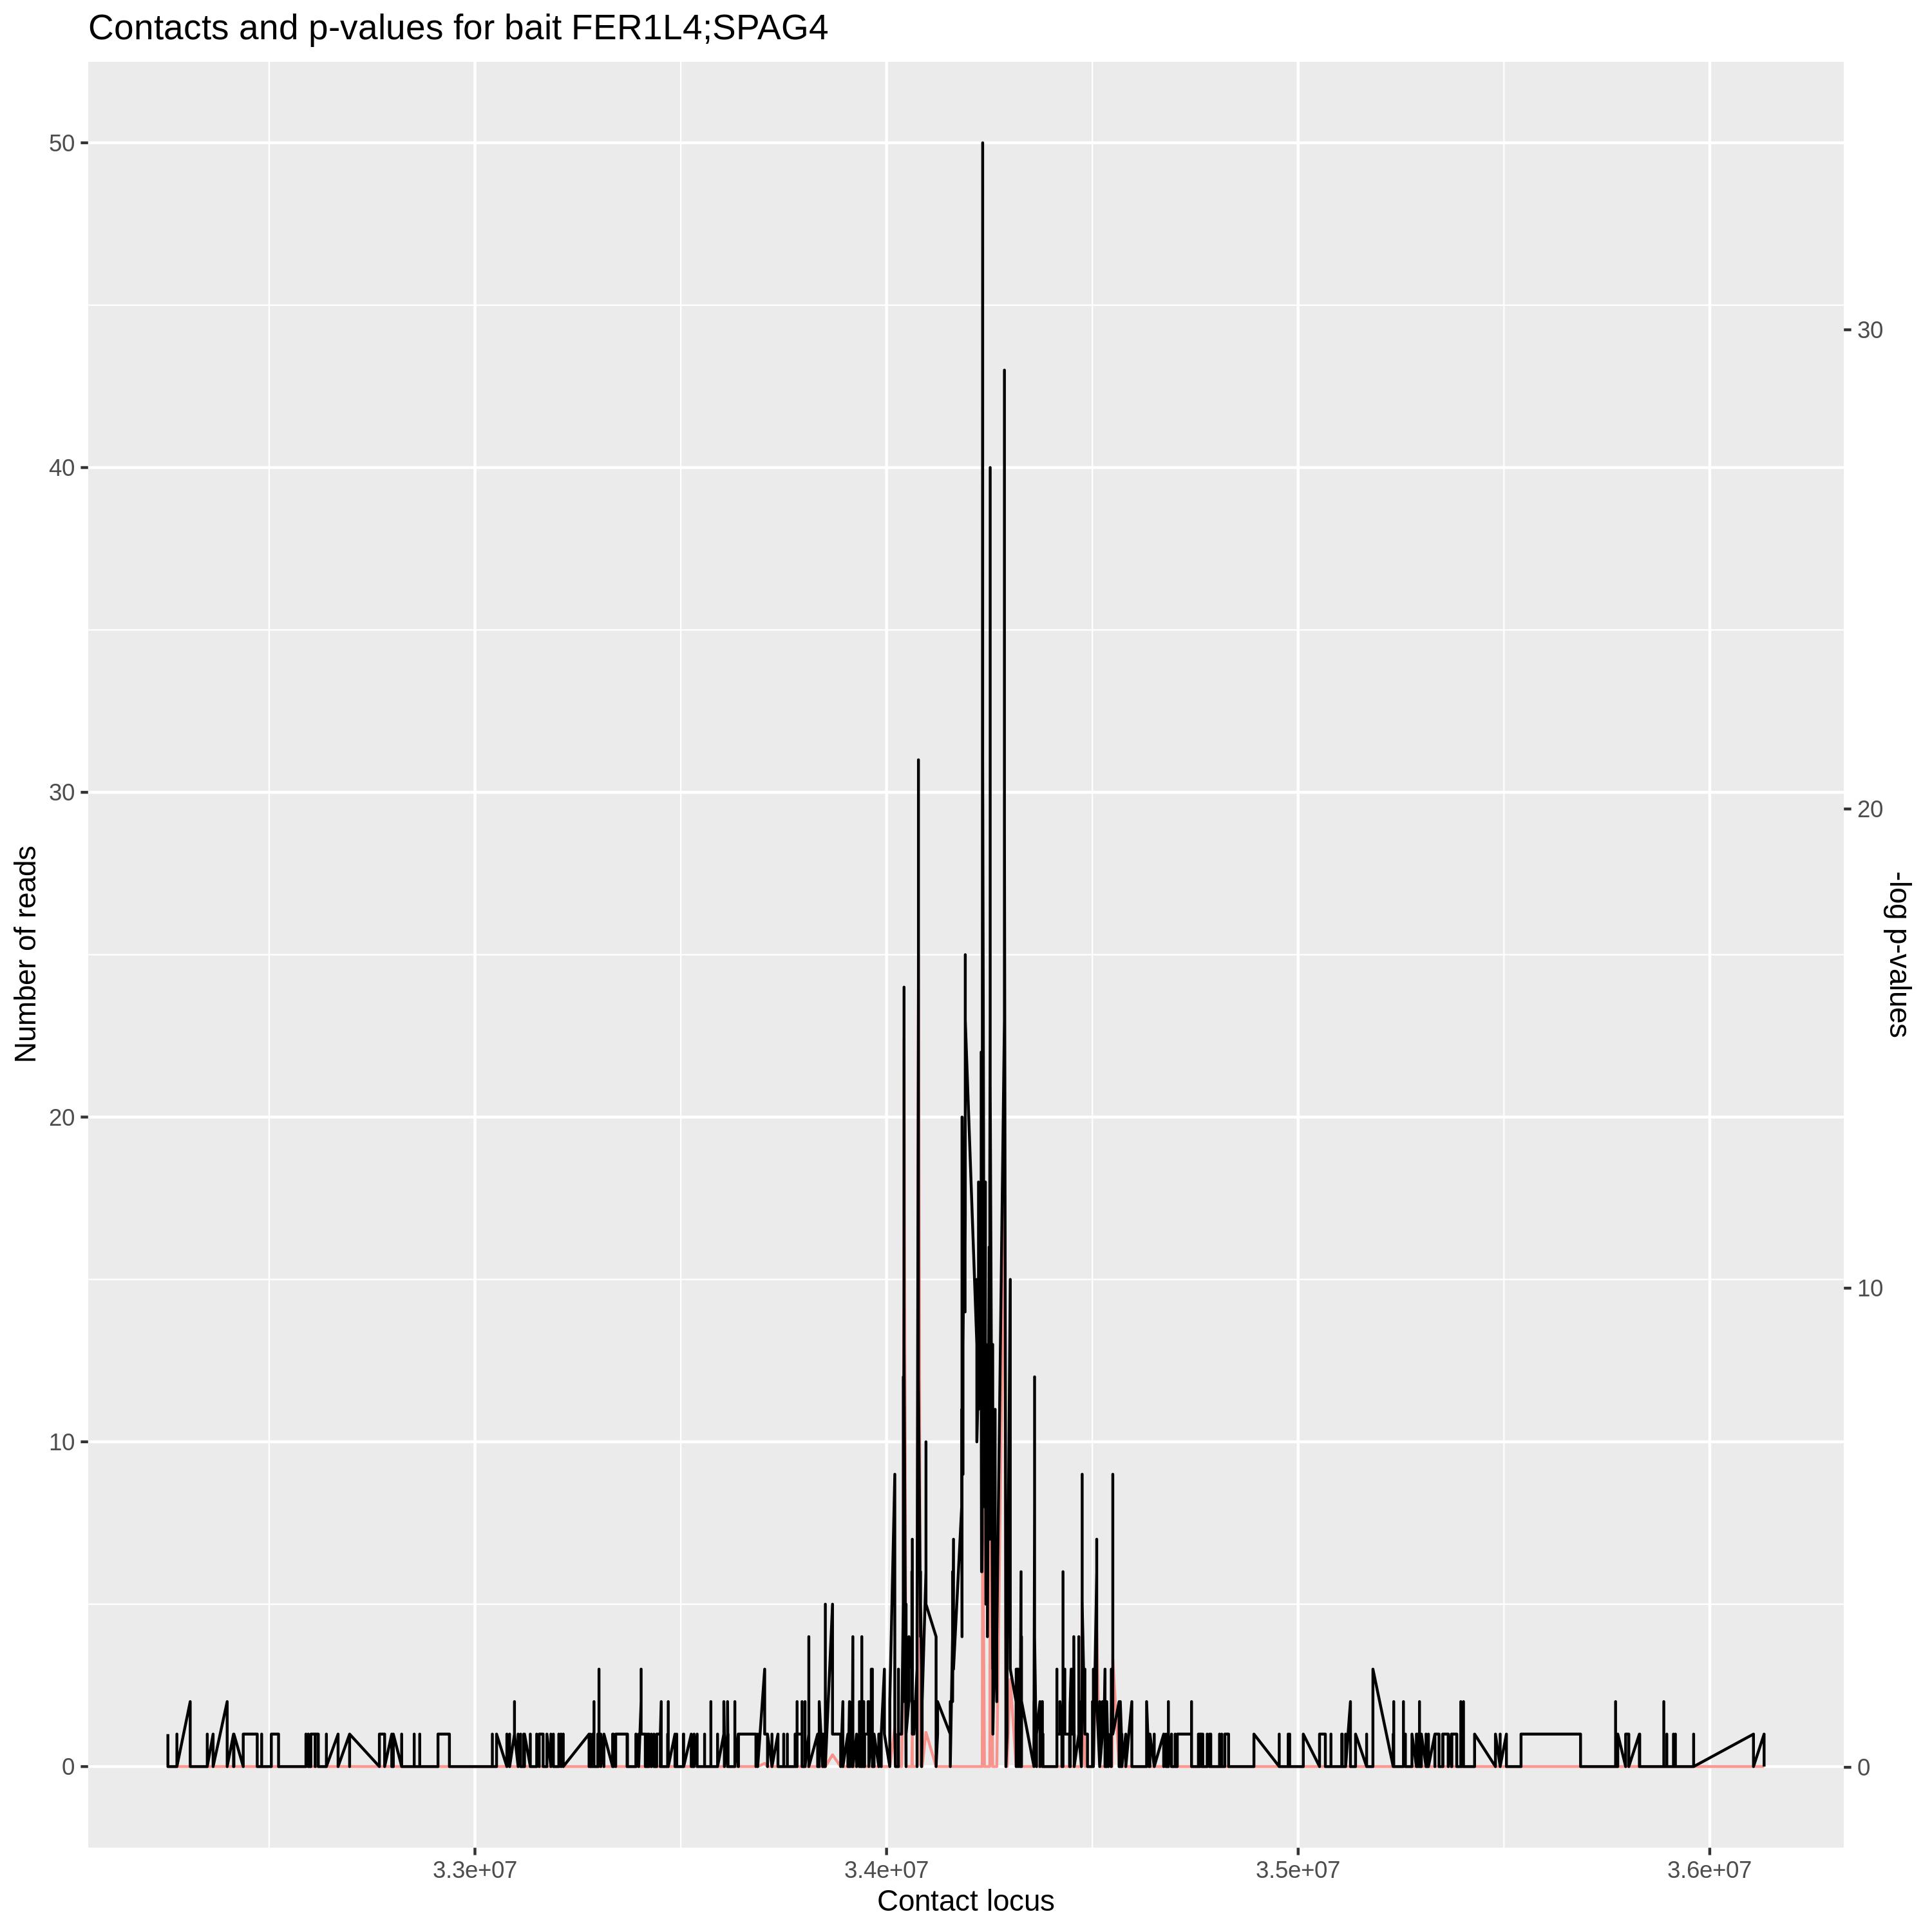 Contacts and p-values for bait FER1L4;SPAG4
50
40
30
20
10
0
Number of reads
30
20
10
0
-log p-values
3.3e+07
3.4e+07
3.5e+07
3.6e+07
Contact locus